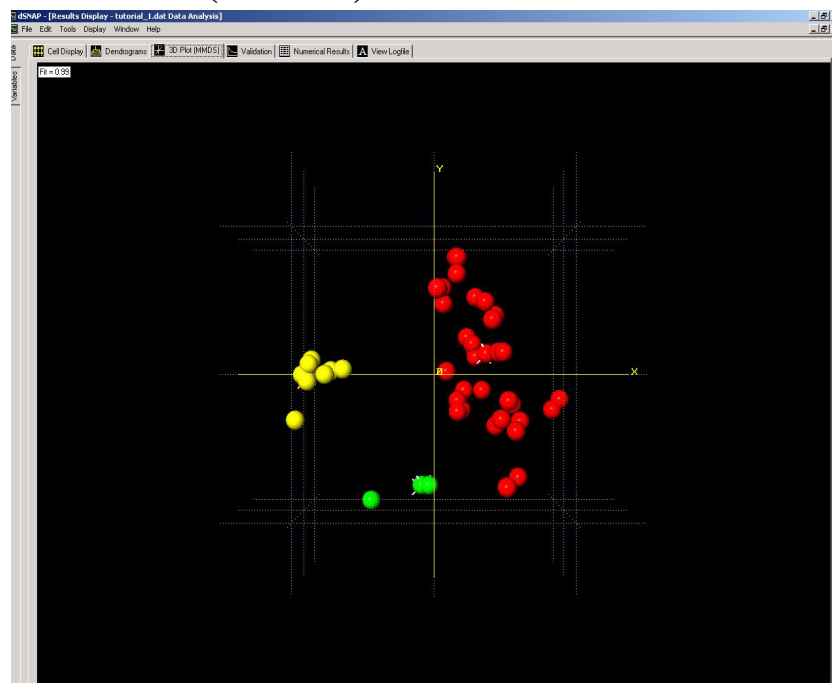 dSNAP - [Results Display - tutorial_1.dat Data Analysis]
File Edit Tools Display Window Help
Cell Display Dendrograms 3D Plot (MMDS) Validation Numerical Results A View Logfile
Data
Variables
Fit = 0.99
Y
X